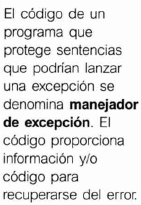 El código de un
programa que
protege sentencias
que podrían lanzar
una excepción se
denomina manejador
de excepción. El
código proporciona
información y/o
código para
recuperarse del error.